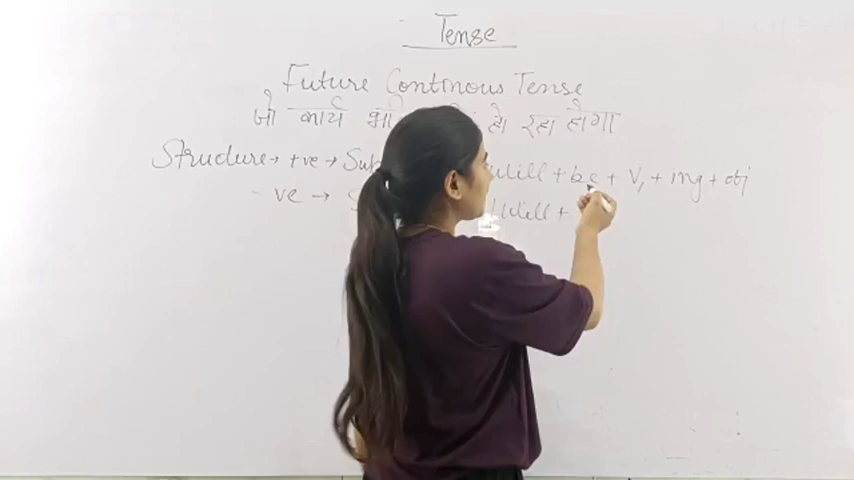 Tense
Future Continous Tense
जो कार्य हो रहा होगा
Structure → +ve → Sub will + be + V₁ + ing + obj
-ve → will +